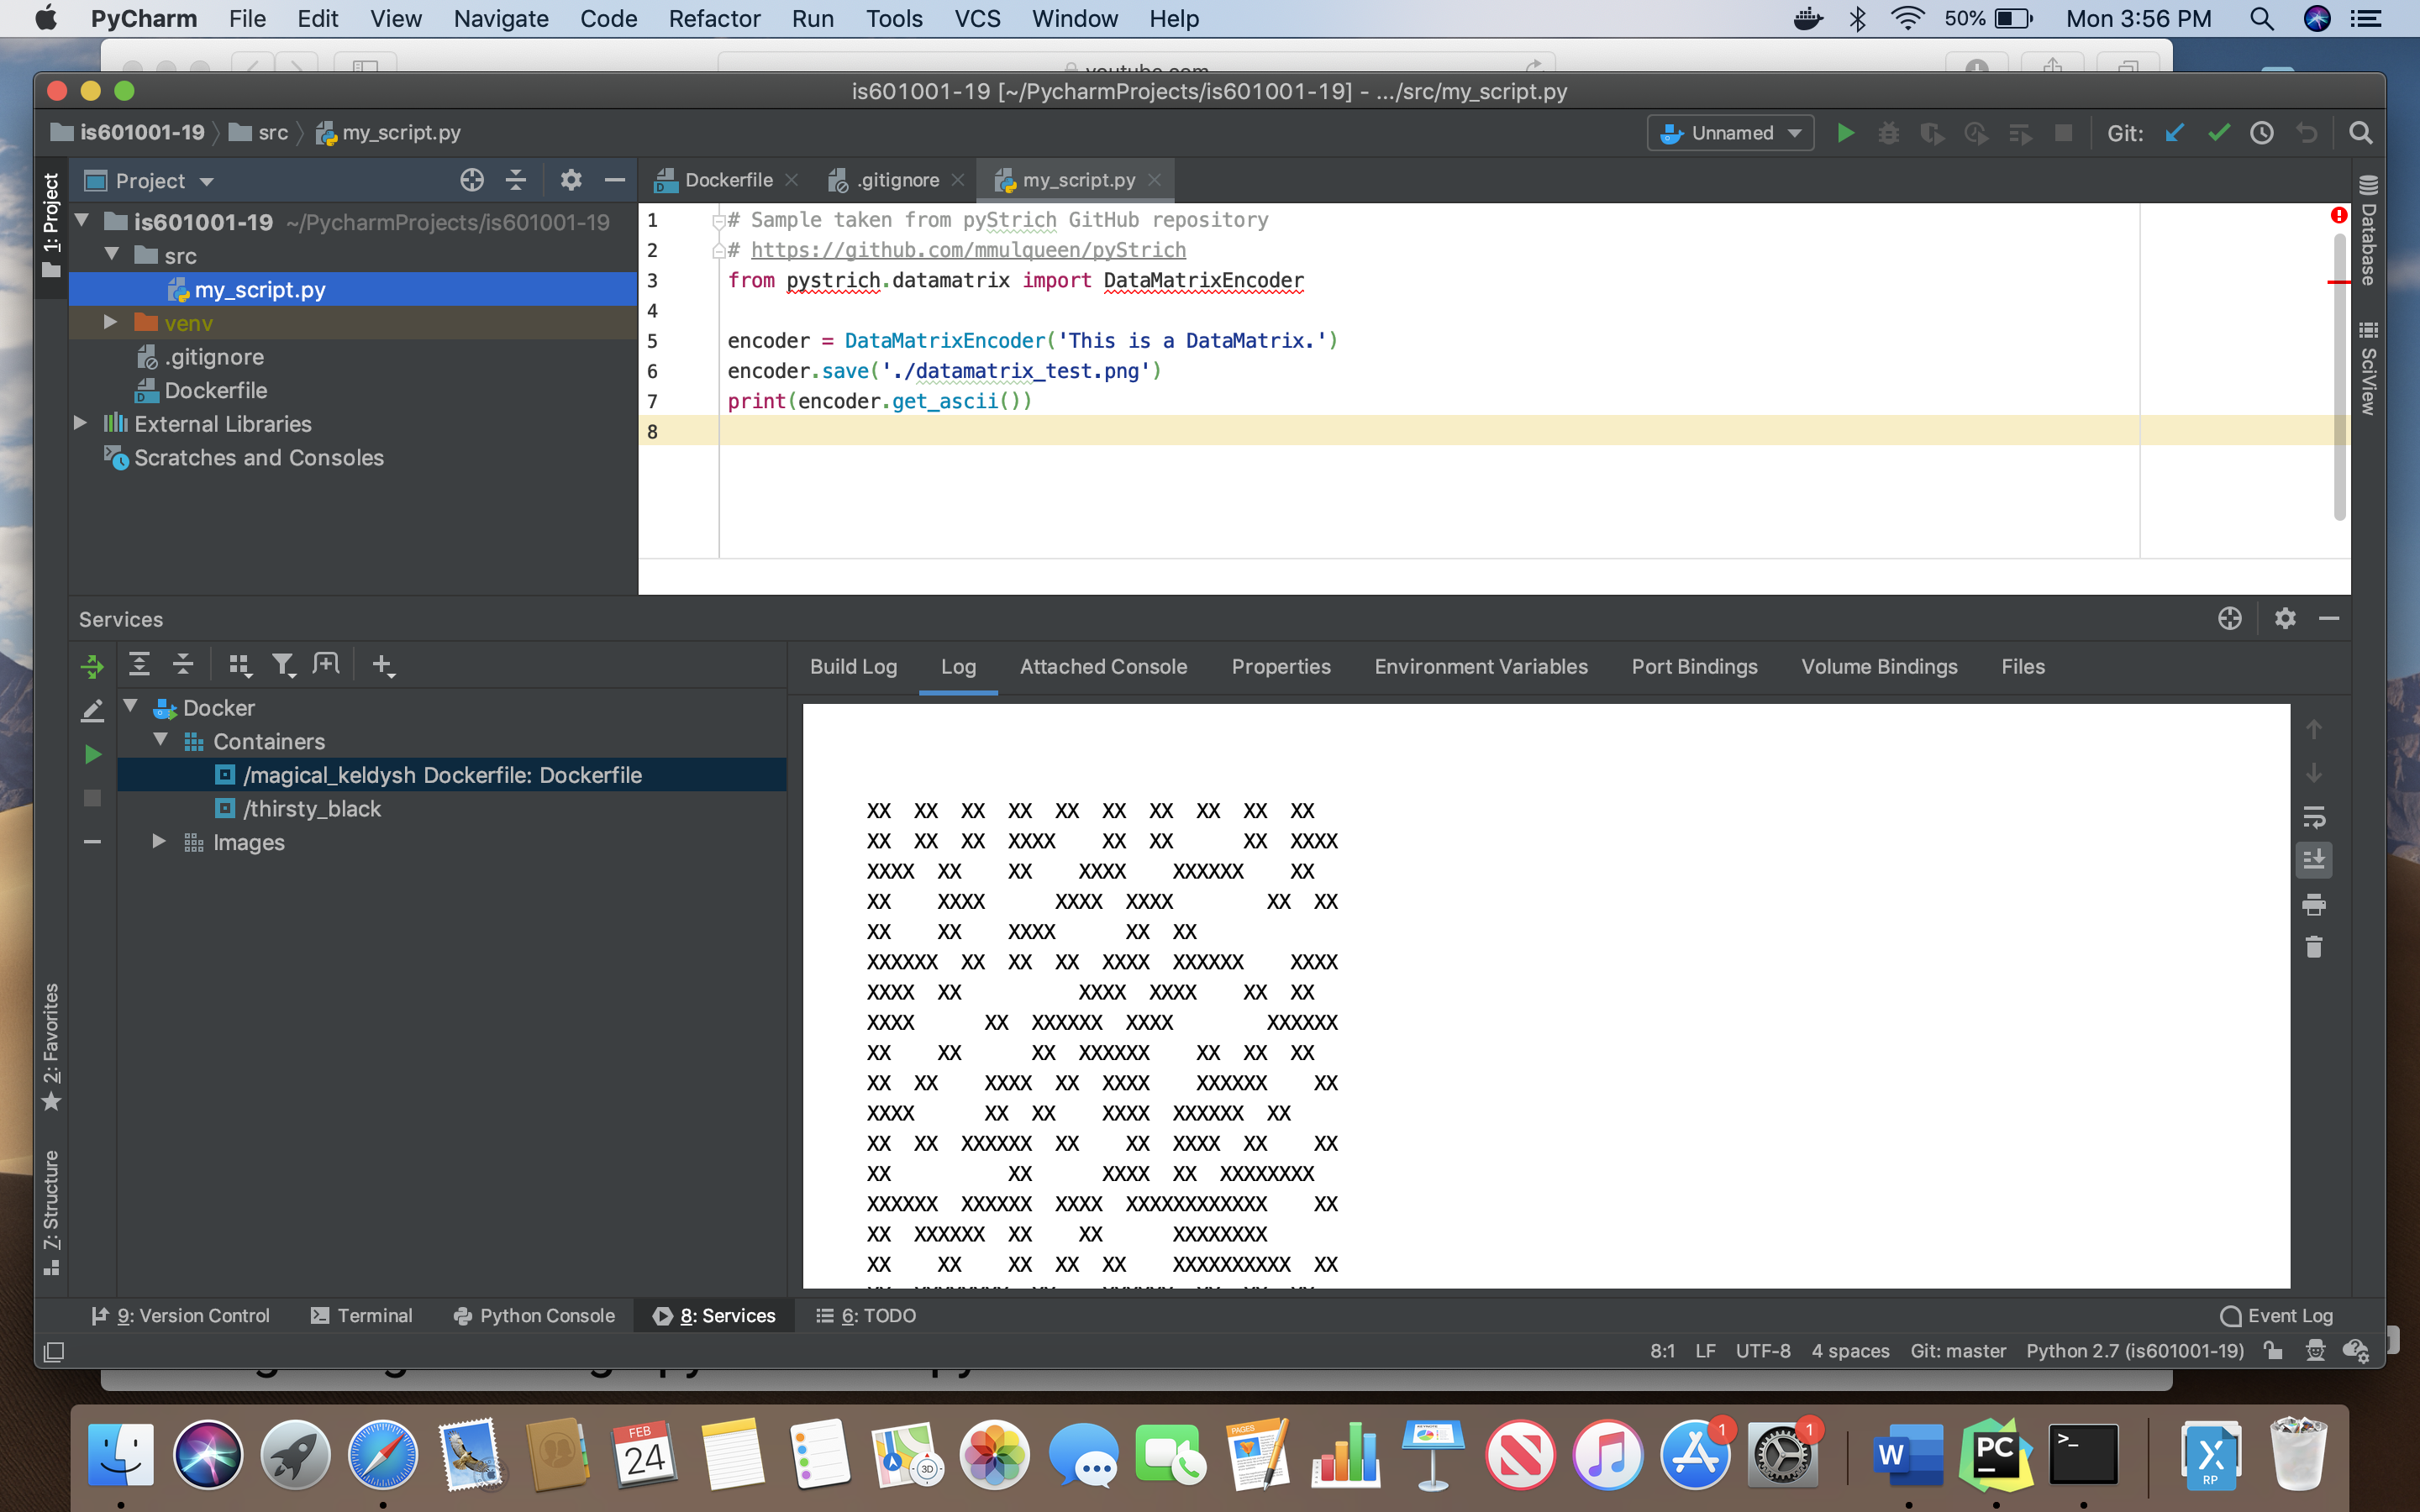 PyCharm File Edit View Navigate Code Refactor Run Tools VCS Window Help 50% Mon 3:56 PM
is601001-19 [~/PycharmProjects/is601001-19] - .../src/my_script.py
is601001-19 src my_script.py Unnamed Git:
1: Project
Project
is601001-19 ~/PycharmProjects/is601001-19
src
my_script.py
venv
.gitignore
Dockerfile
External Libraries
Scratches and Consoles
Dockerfile .gitignore my_script.py
1 # Sample taken from pyStrich GitHub repository
2 # https://github.com/mmulqueen/pyStrich
3 from pystrich.datamatrix import DataMatrixEncoder
4
5 encoder = DataMatrixEncoder('This is a DataMatrix.')
6 encoder.save('./datamatrix_test.png')
7 print(encoder.get_ascii())
8
Database
SciView
Services
Docker
Containers
/magical_keldysh Dockerfile: Dockerfile
/thirsty_black
Images
Build Log Log Attached Console Properties Environment Variables Port Bindings Volume Bindings Files
XX  XX  XX  XX  XX  XX  XX  XX  XX  XX
XX  XX  XX  XXXX    XX  XX      XX  XXXX
XXXX  XX    XX    XXXX    XXXXXX    XX
XX    XXXX      XXXX  XXXX        XX  XX
XX    XX    XXXX      XX  XX
XXXXXX  XX  XX  XX  XXXX  XXXXXX    XXXX
XXXX  XX          XXXX  XXXX    XX  XX
XXXX      XX  XXXXXX  XXXX        XXXXXX
XX    XX      XX  XXXXXX    XX  XX  XX
XX  XX    XXXX  XX  XXXX    XXXXXX    XX
XXXX      XX  XX    XXXX  XXXXXX  XX
XX  XX  XXXXXX  XX    XX  XXXX  XX    XX
XX          XX      XXXX  XX  XXXXXXXX
XXXXXX  XXXXXX  XXXX  XXXXXXXXXXXX    XX
XX  XXXXXX  XX    XX      XXXXXXXX
XX    XX    XX  XX  XX    XXXXXXXXXX  XX
2: Favorites
Z: Structure
9: Version Control Terminal Python Console 8: Services 6: TODO Event Log
8:1 LF UTF-8 4 spaces Git: master Python 2.7 (is601001-19)
FEB
24
3D
PAGES
1
1
W
PC
>_
X
RP